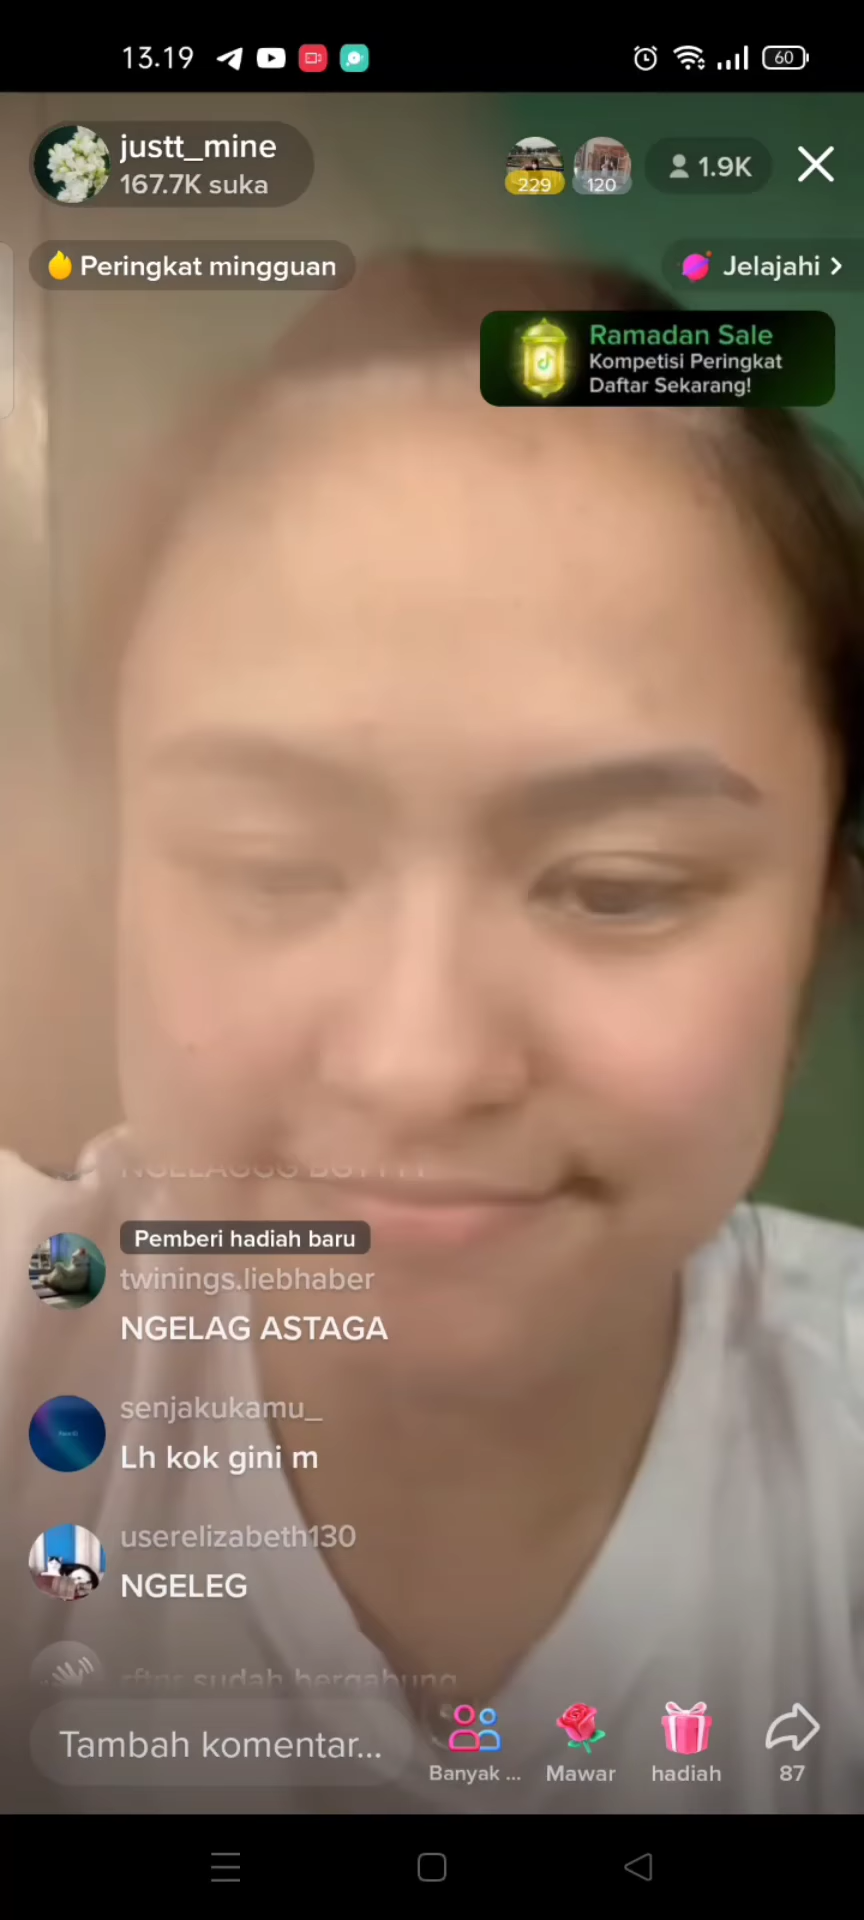 13.19
60
justt_mine
167.7K suka
229
120
1.9K
Peringkat mingguan
Jelajahi
Ramadan Sale
Kompetisi Peringkat
Daftar Sekarang!
Pemberi hadiah baru
twinings.liebhaber
NGELAG ASTAGA
senjakukamu_
Lh kok gini m
userelizabeth130
NGELEG
sudah bergabung
Tambah komentar...
Banyak ...
Mawar
hadiah
87